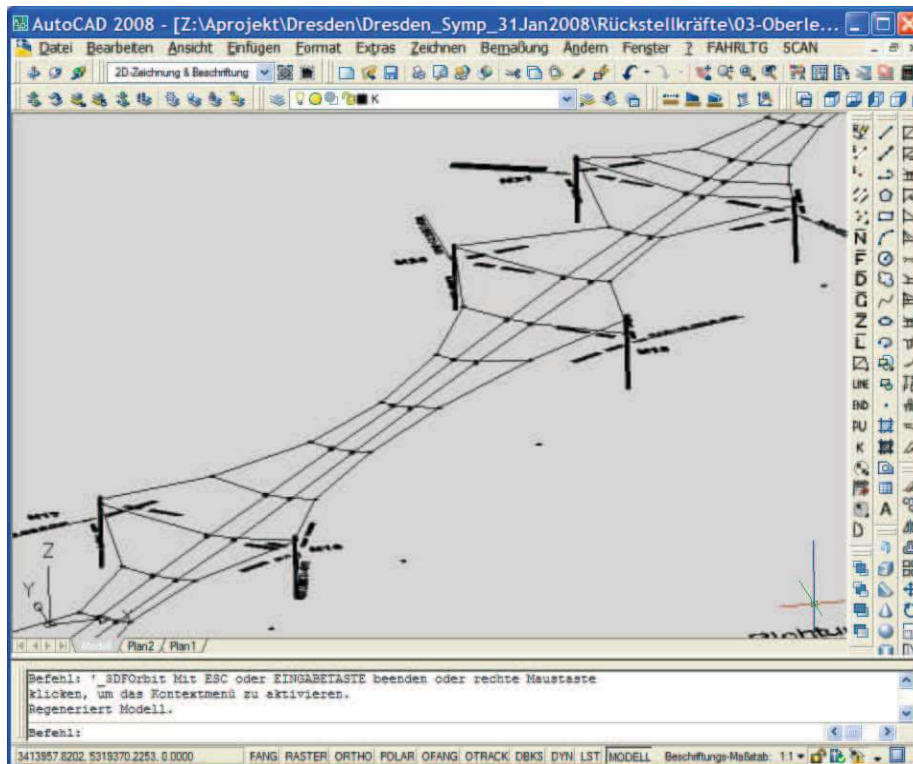 AutoCAD 2008 - [Z:\Aprojekt\Dresden\Dresden_Symp_31Jan2008\Rückstellkräfte\03-Oberle...
Datei Bearbeiten Ansicht Einfügen Format Extras Zeichnen Bemaßung Ändern Fenster ? FAHRLTG SCAN
2D-Zeichnung & Beschriftung
K
N
F
D
G
Z
L
LINE
END
PU
K
D
A
Z
Y
X
Modell Plan2 Plan1
Befehl: '_3DFOrbit Mit ESC oder EINGABETASTE beenden oder rechte Maustaste
klicken, um das Kontextmenü zu aktivieren.
Regeneriert Modell.
Befehl:
3413957.8202, 5319370.2253, 0.0000 FANG RASTER ORTHO POLAR OFANG OTRACK DBKS DYN LST MODELL Beschriftungs-Maßstab: 1:1